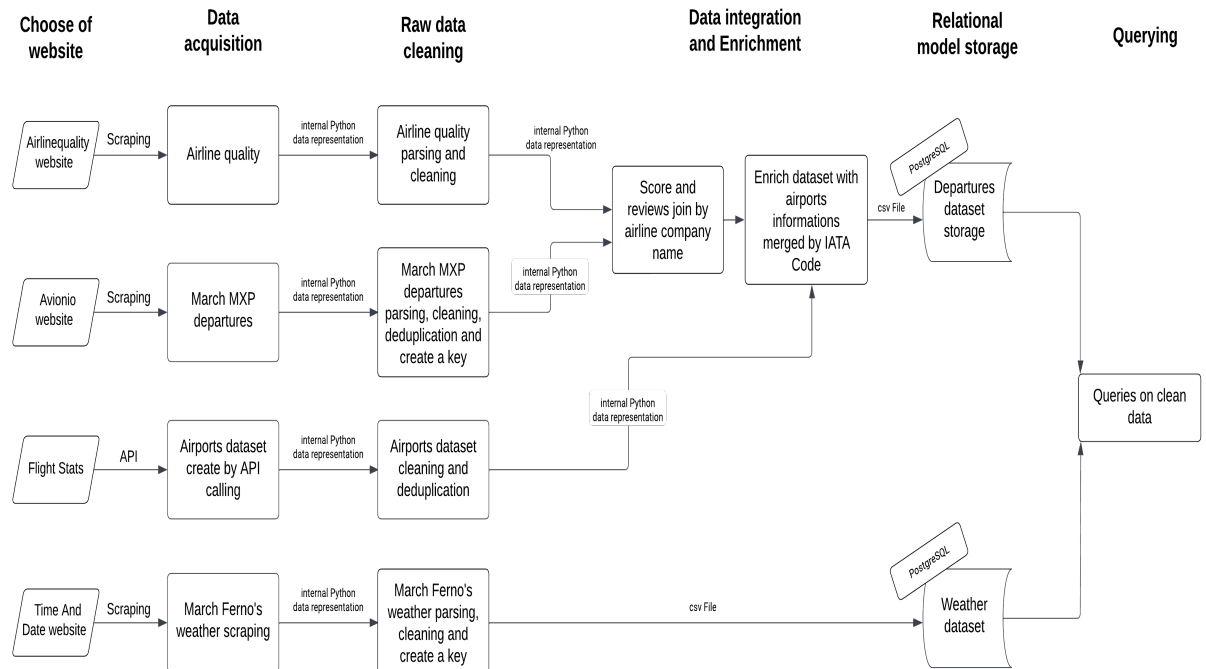 Choose of
website
Data
acquisition
Raw data
cleaning
Data integration
and Enrichment
Relational
model storage
Querying
Airlinequality
website
Scraping
Airline quality
internal Python
data representation
Airline quality
parsing and
cleaning
internal Python
data representation
Score and
reviews join by
airline company
name
Enrich dataset with
airports
informations
merged by IATA
Code
csv File
PostgreSQL
Departures
dataset
storage
Avionio
website
Scraping
March MXP
departures
internal Python
data representation
March MXP
departures
parsing, cleaning,
deduplication and
create a key
internal Python
data representation
internal Python
data representation
Queries on clean
data
Flight Stats
API
Airports dataset
create by API
calling
internal Python
data representation
Airports dataset
cleaning and
deduplication
Time And
Date website
Scraping
March Ferno's
weather scraping
internal Python
data representation
March Ferno's
weather parsing,
cleaning and
create a key
csv File
PostgreSQL
Weather
dataset